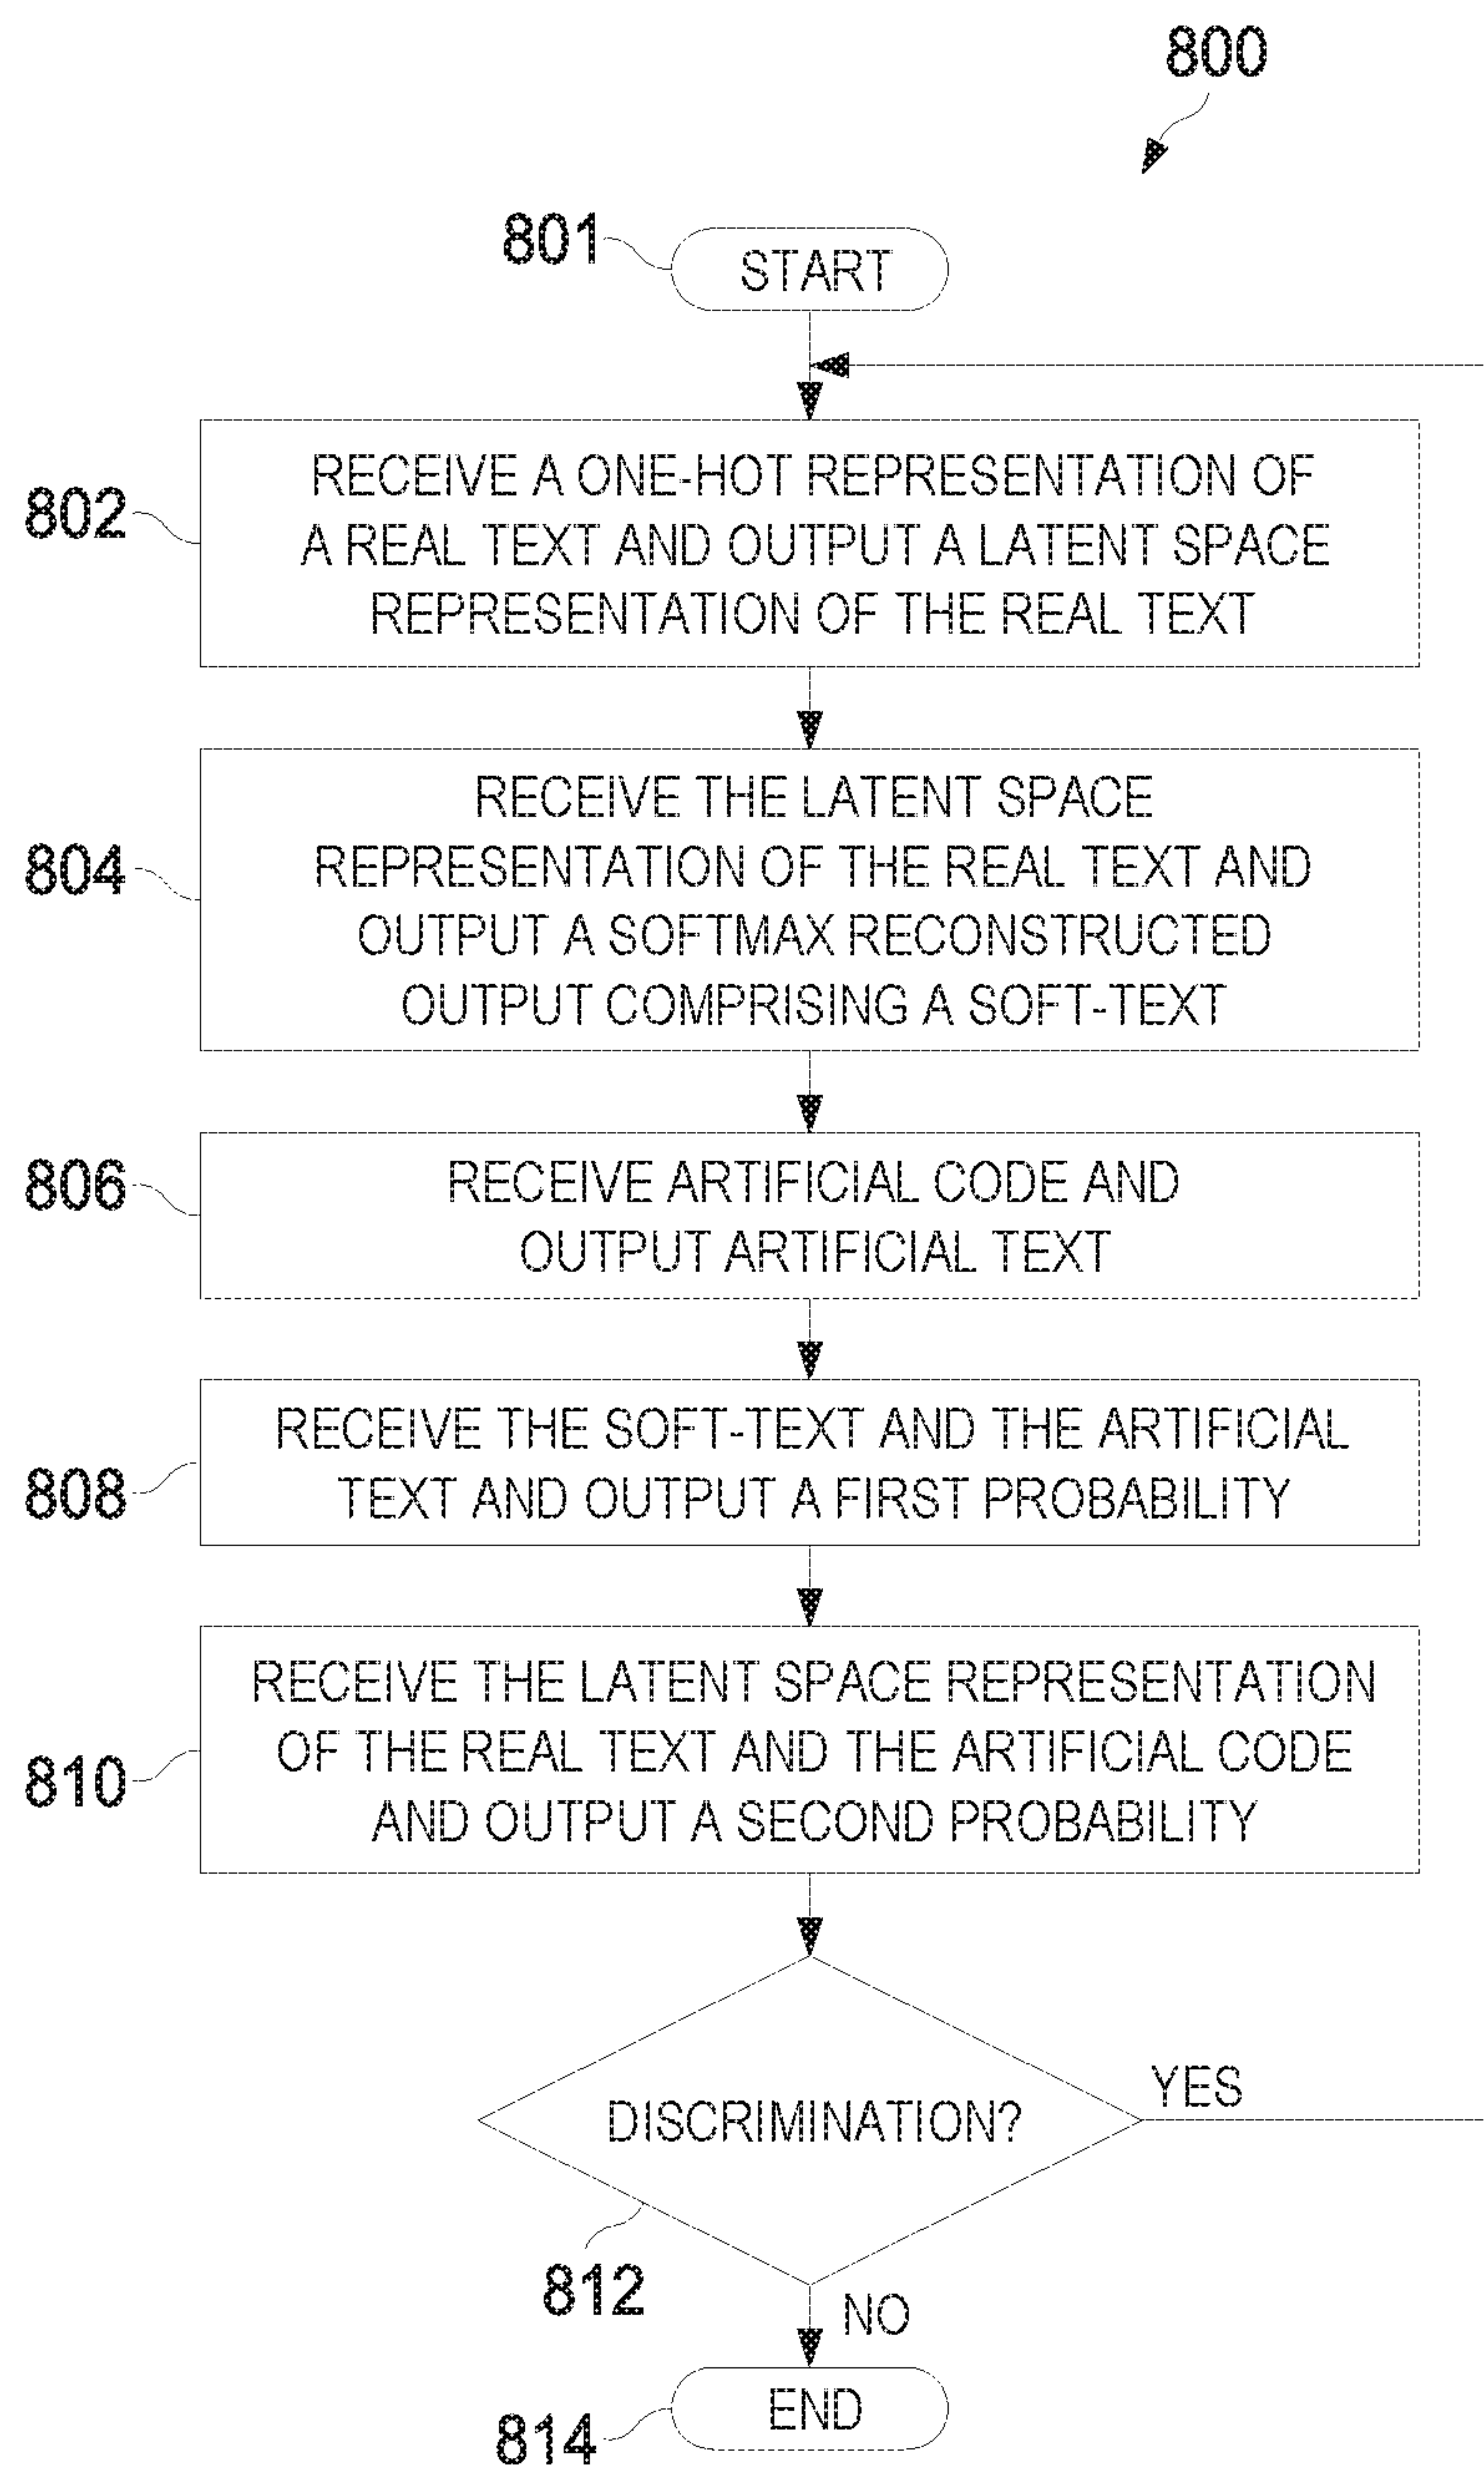 800
801
START
802
RECEIVE A ONE-HOT REPRESENTATION OF
A REAL TEXT AND OUTPUT A LATENT SPACE
REPRESENTATION OF THE REAL TEXT
804
RECEIVE THE LATENT SPACE
REPRESENTATION OF THE REAL TEXT AND
OUTPUT A SOFTMAX RECONSTRUCTED
OUTPUT COMPRISING A SOFT-TEXT
806
RECEIVE ARTIFICIAL CODE AND
OUTPUT ARTIFICIAL TEXT
808
RECEIVE THE SOFT-TEXT AND THE ARTIFICIAL
TEXT AND OUTPUT A FIRST PROBABILITY
810
RECEIVE THE LATENT SPACE REPRESENTATION
OF THE REAL TEXT AND THE ARTIFICIAL CODE
AND OUTPUT A SECOND PROBABILITY
DISCRIMINATION?
YES
812
NO
END
814